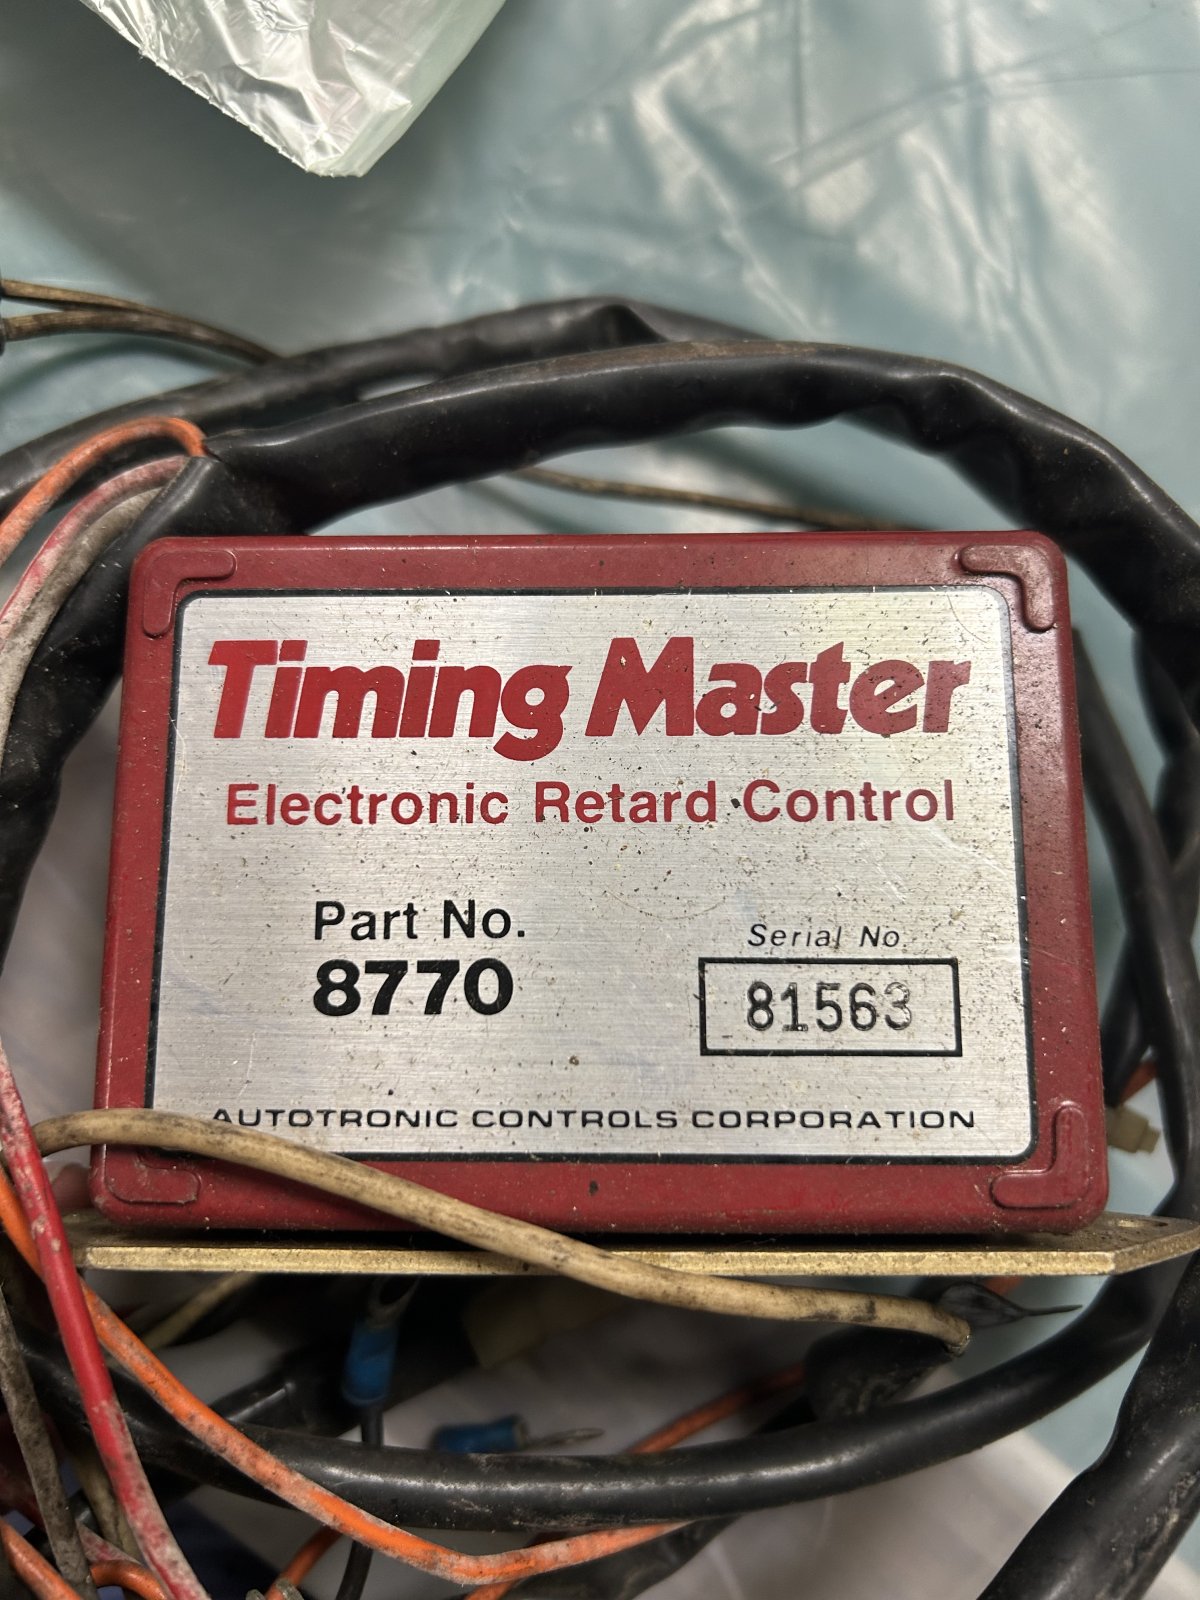 Timing Master
Electronic Retard Control
Part No.
8770
Serial No.
81563
AUTOTRONIC CONTROLS CORPORATION